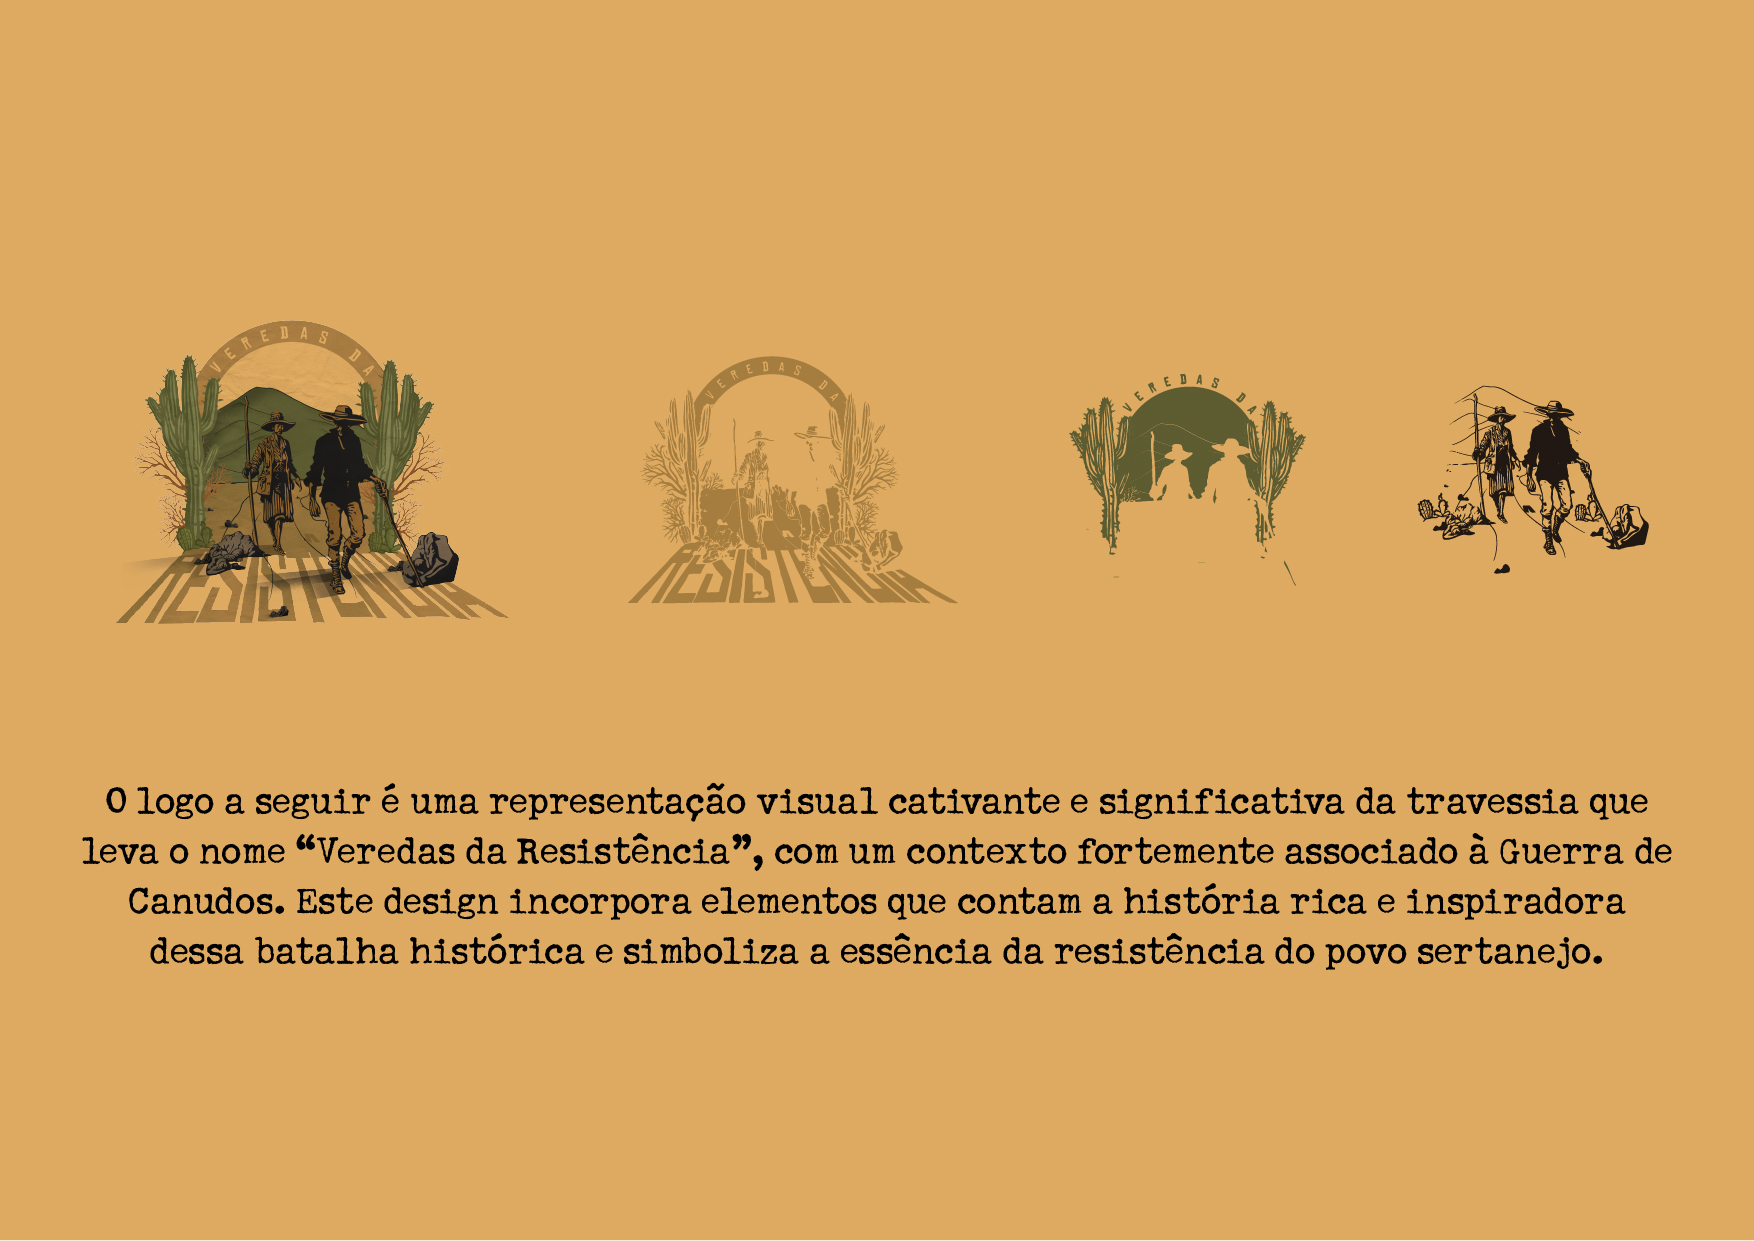 VEREDAS DA
RESISTÊNCIA
VEREDAS DA
RESISTÊNCIA
VEREDAS DA
O logo a seguir é uma representação visual cativante e significativa da travessia que
leva o nome “Veredas da Resistência”, com um contexto fortemente associado à Guerra de
Canudos. Este design incorpora elementos que contam a história rica e inspiradora
dessa batalha histórica e simboliza a essência da resistência do povo sertanejo.